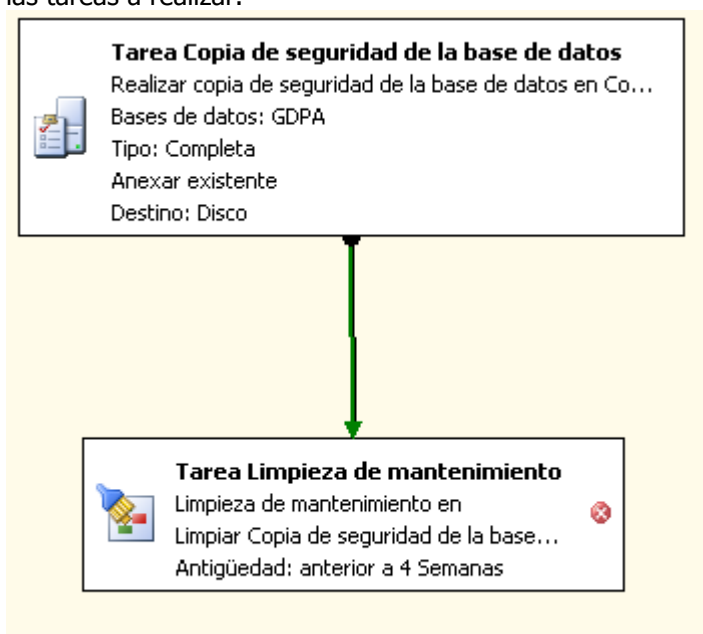 las tareas a realizar.
Tarea Copia de seguridad de la base de datos
Realizar copia de seguridad de la base de datos en Co...
Bases de datos: GDPA
Tipo: Completa
Anexar existente
Destino: Disco
Tarea Limpieza de mantenimiento
Limpieza de mantenimiento en
Limpiar Copia de seguridad de la base...
Antigüedad: anterior a 4 Semanas